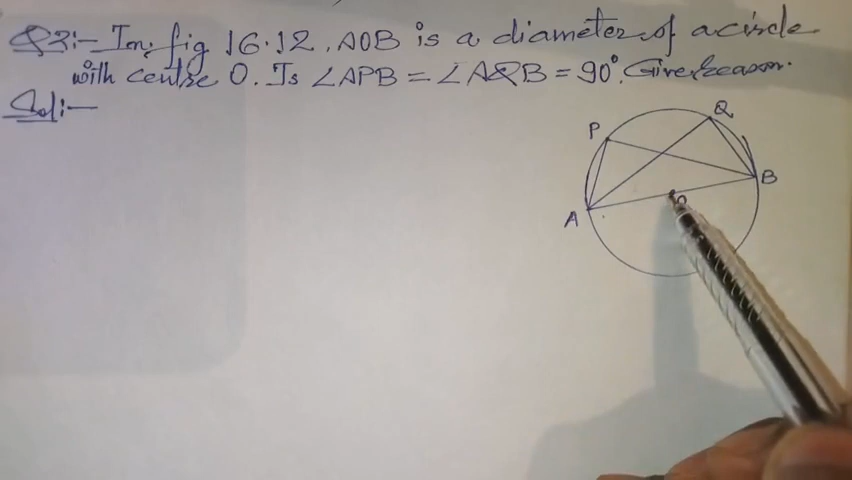 Q3:- In. fig 16.12, AOB is a diameter of a circle
with centre O. Is ∠APB = ∠AQB = 90°. Give reason.
Sol:-
P
Q
B
O
A